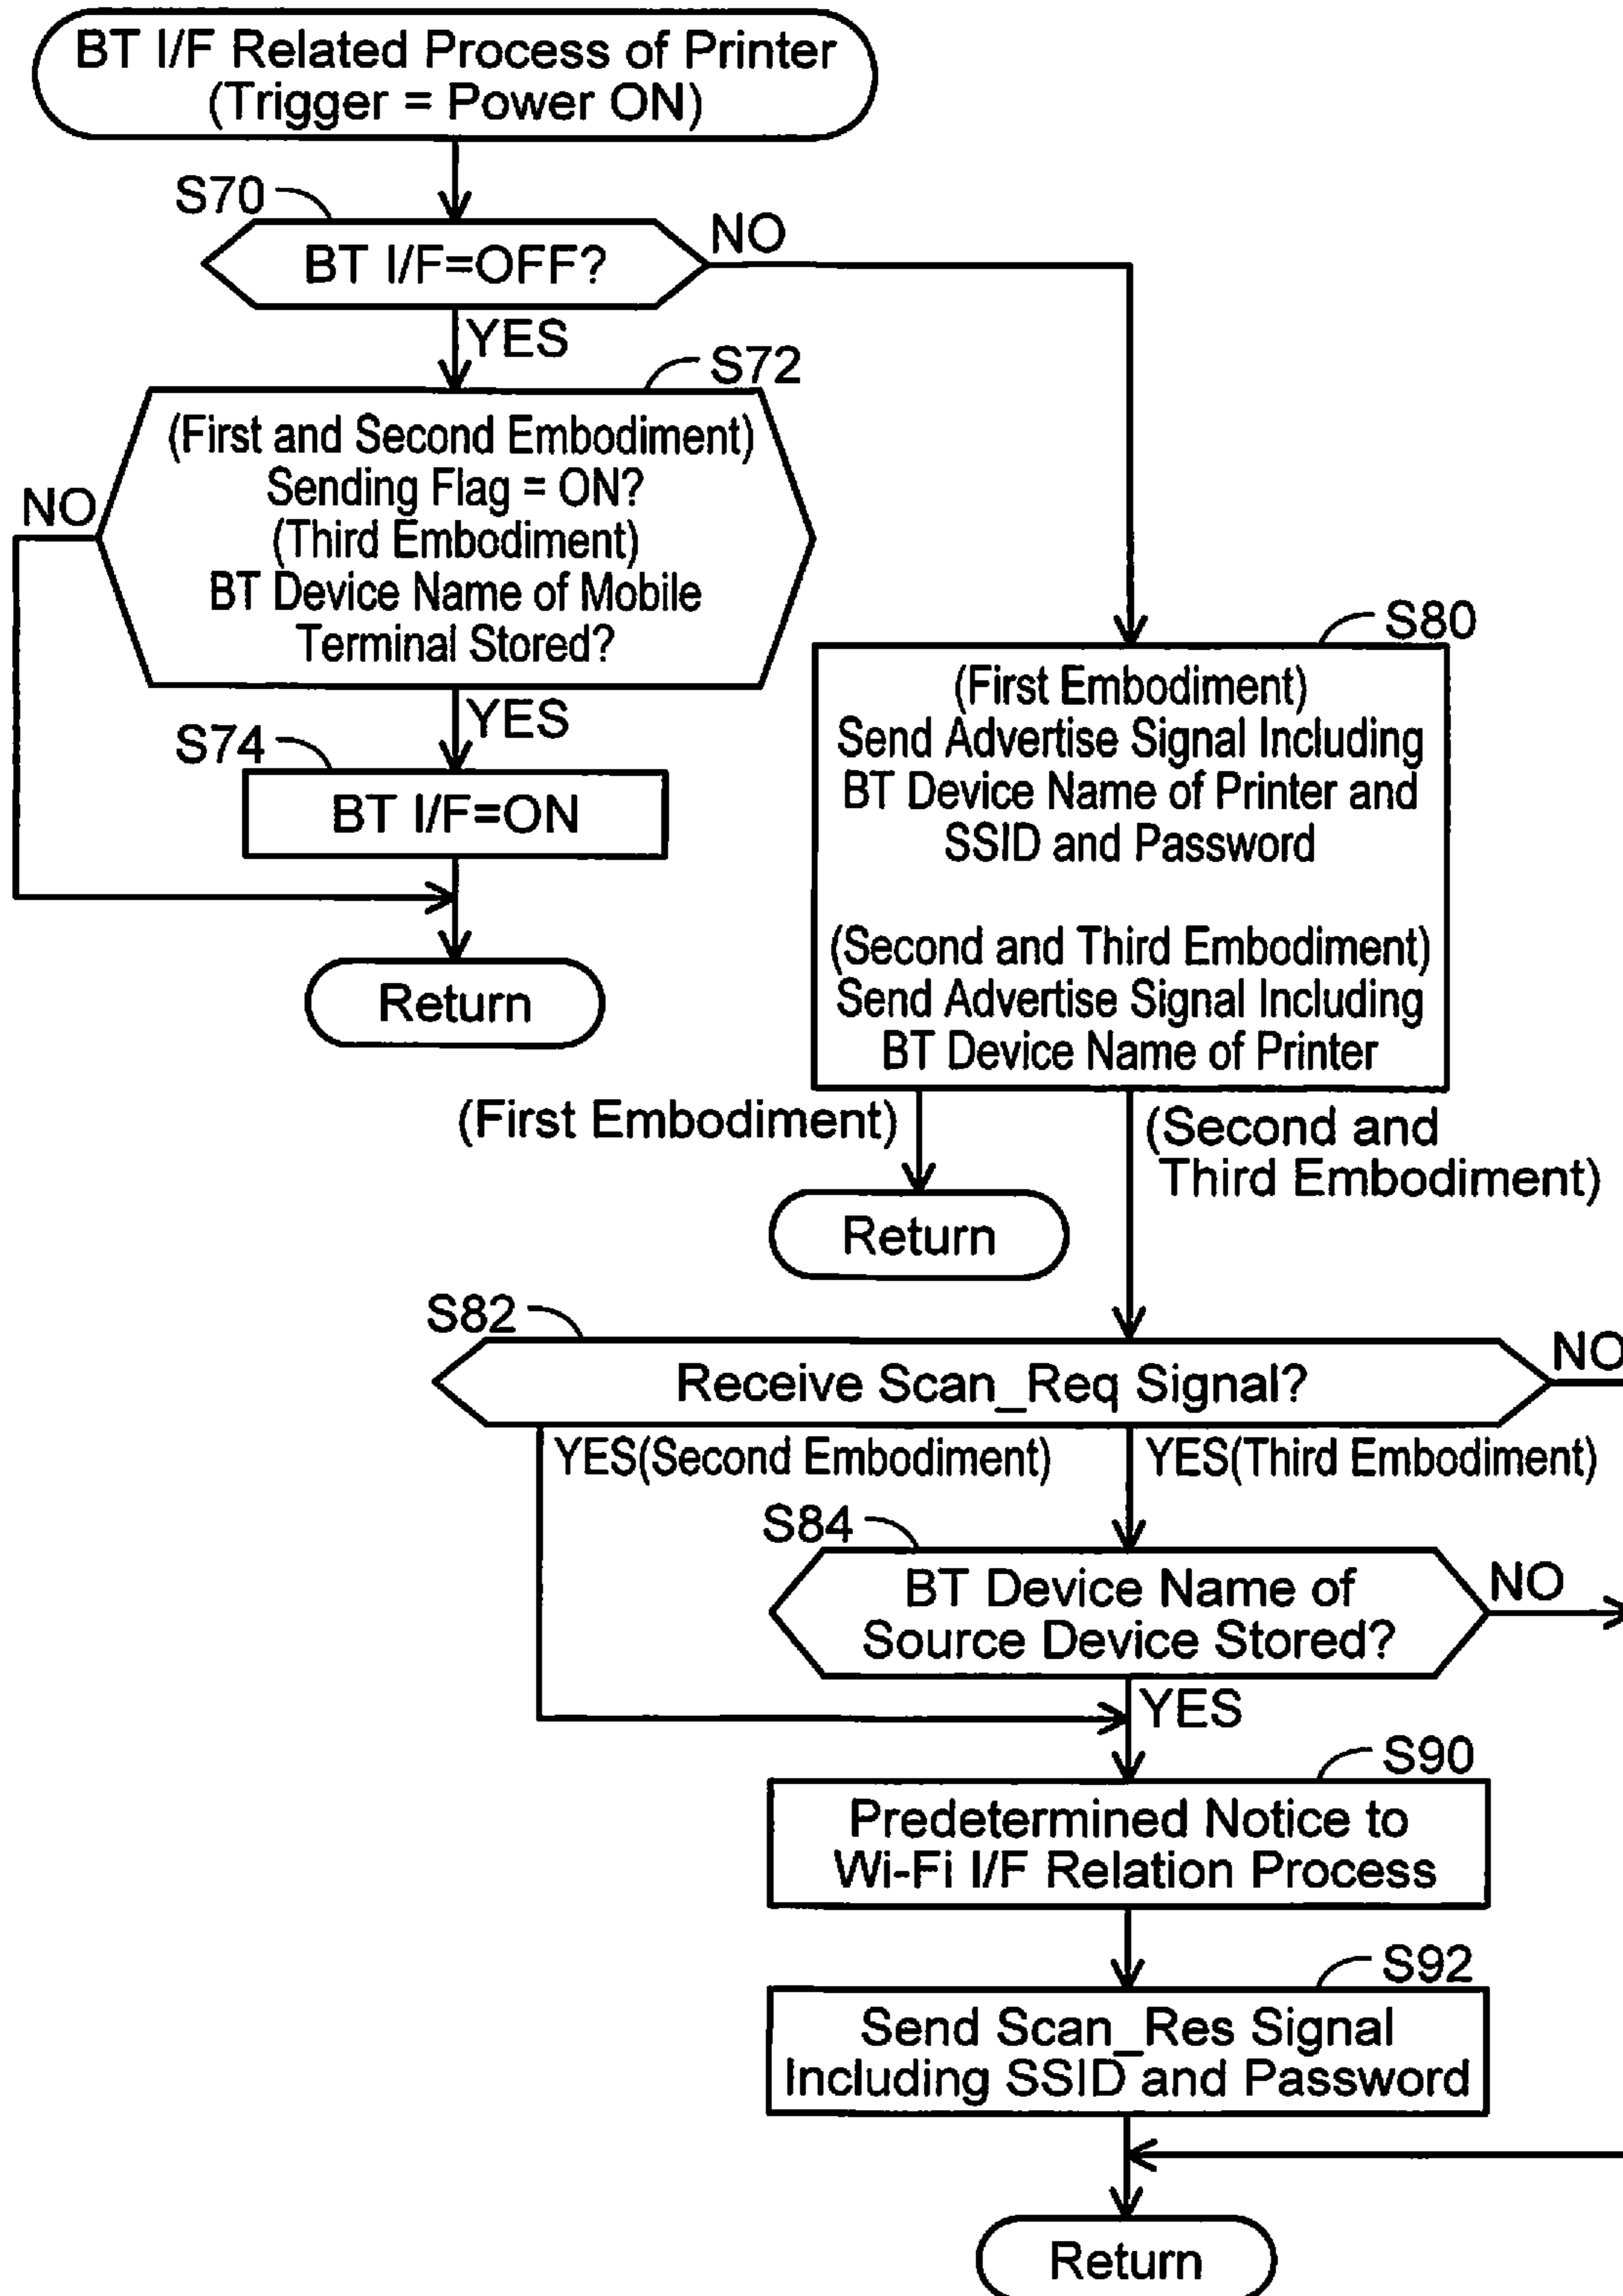 BT I/F Related Process of Printer
(Trigger = Power ON)
S70
BT I/F=OFF?
NO
YES
S72
(First and Second Embodiment)
Sending Flag = ON?
(Third Embodiment)
BT Device Name of Mobile
Terminal Stored?
NO
YES
S74
BT I/F=ON
Return
S80
(First Embodiment)
Send Advertise Signal Including
BT Device Name of Printer and
SSID and Password
(Second and Third Embodiment)
Send Advertise Signal Including
BT Device Name of Printer
(First Embodiment)
(Second and
Third Embodiment)
Return
S82
Receive Scan_Req Signal?
NO
YES(Second Embodiment)
YES(Third Embodiment)
S84
BT Device Name of
Source Device Stored?
NO
YES
S90
Predetermined Notice to
Wi-Fi I/F Relation Process
S92
Send Scan_Res Signal
Including SSID and Password
Return